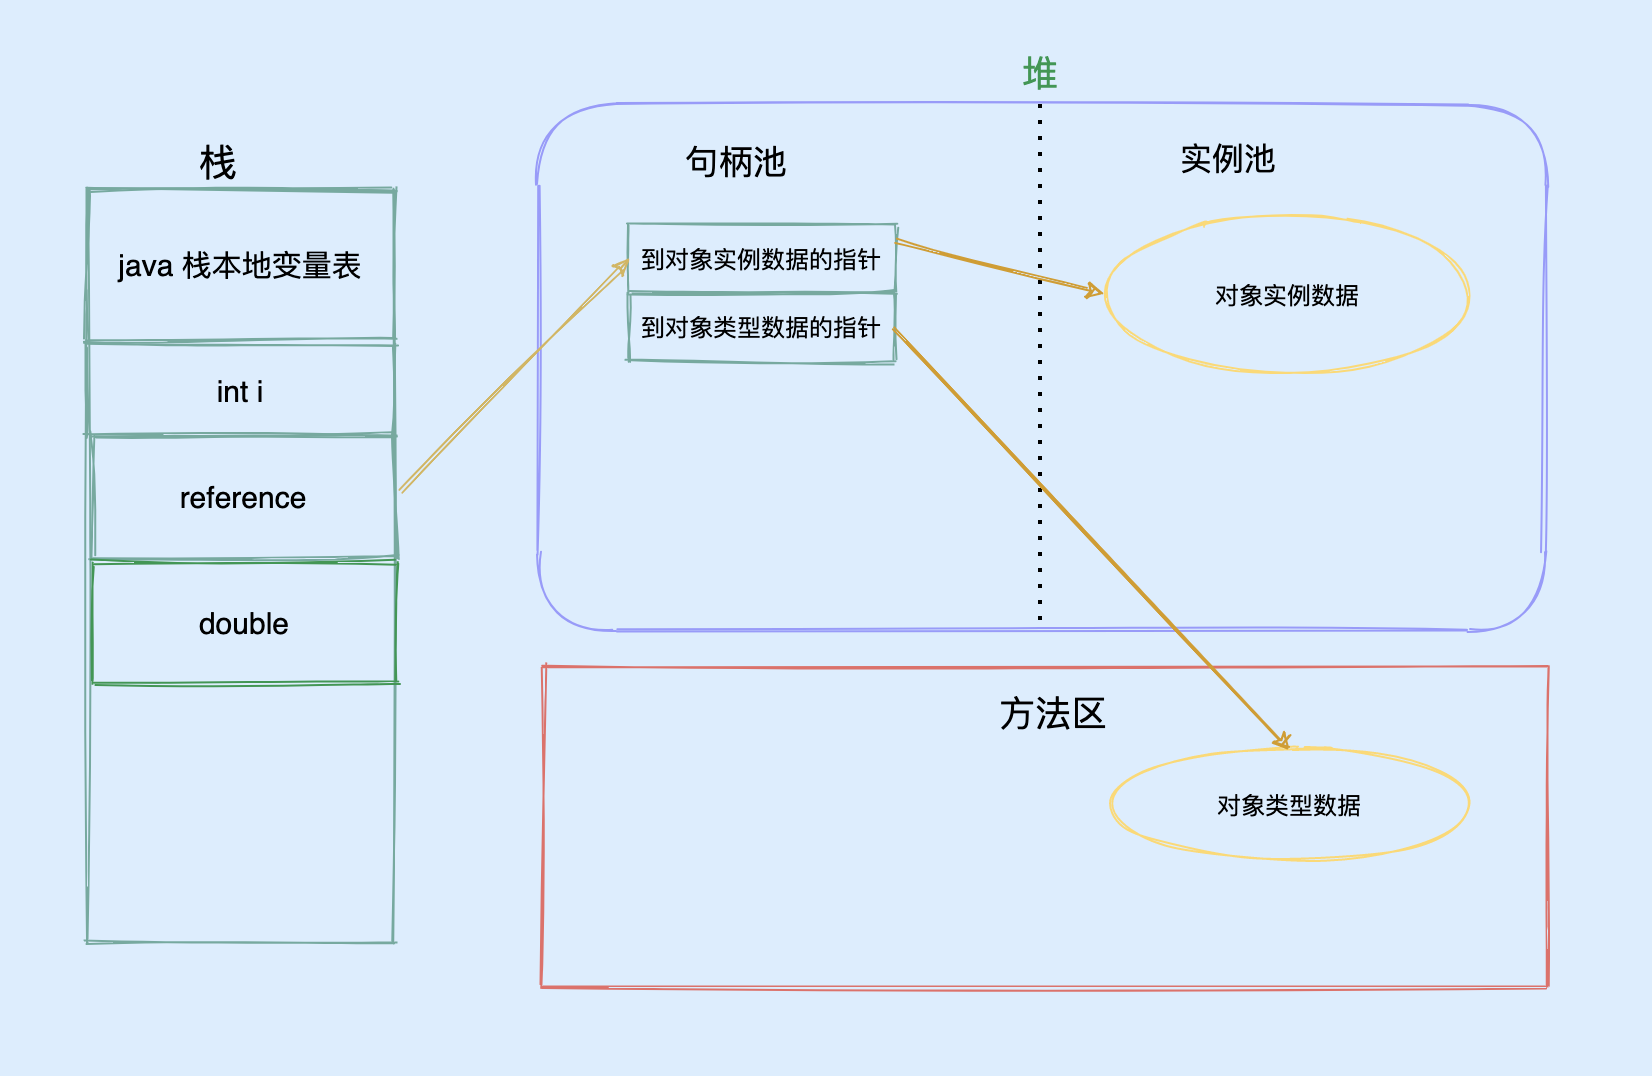 栈
java 栈本地变量表
int i
reference
double
堆
句柄池
实例池
到对象实例数据的指针
到对象类型数据的指针
对象实例数据
方法区
对象类型数据